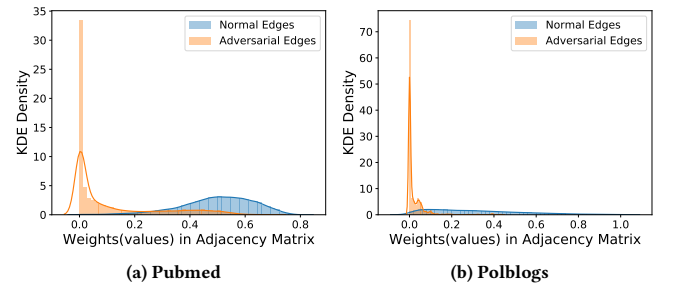 35
30
25
20
15
10
5
0
KDE Density
Normal Edges
Adversarial Edges
0.0 0.2 0.4 0.6 0.8
Weights(values) in Adjacency Matrix
(a) Pubmed
70
60
50
40
30
20
10
0
KDE Density
Normal Edges
Adversarial Edges
0.0 0.2 0.4 0.6 0.8 1.0
Weights(values) in Adjacency Matrix
(b) Polblogs